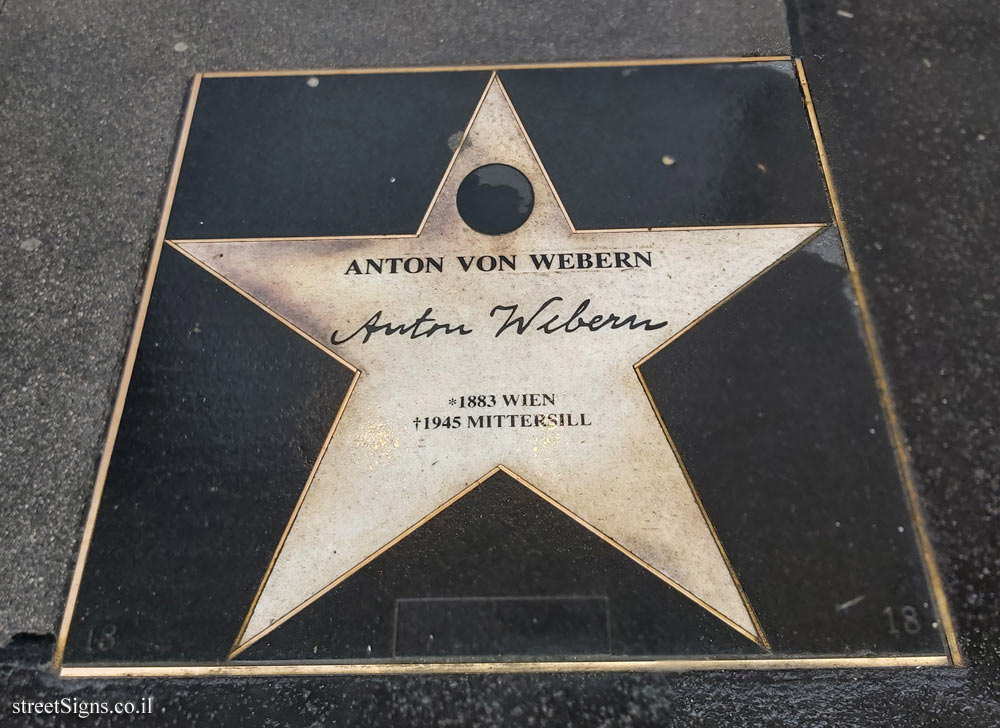 ANTON VON WEBERN
Anton Webern
*1883 WIEN
†1945 MITTERSILL
18 18
streetSigns.co.il